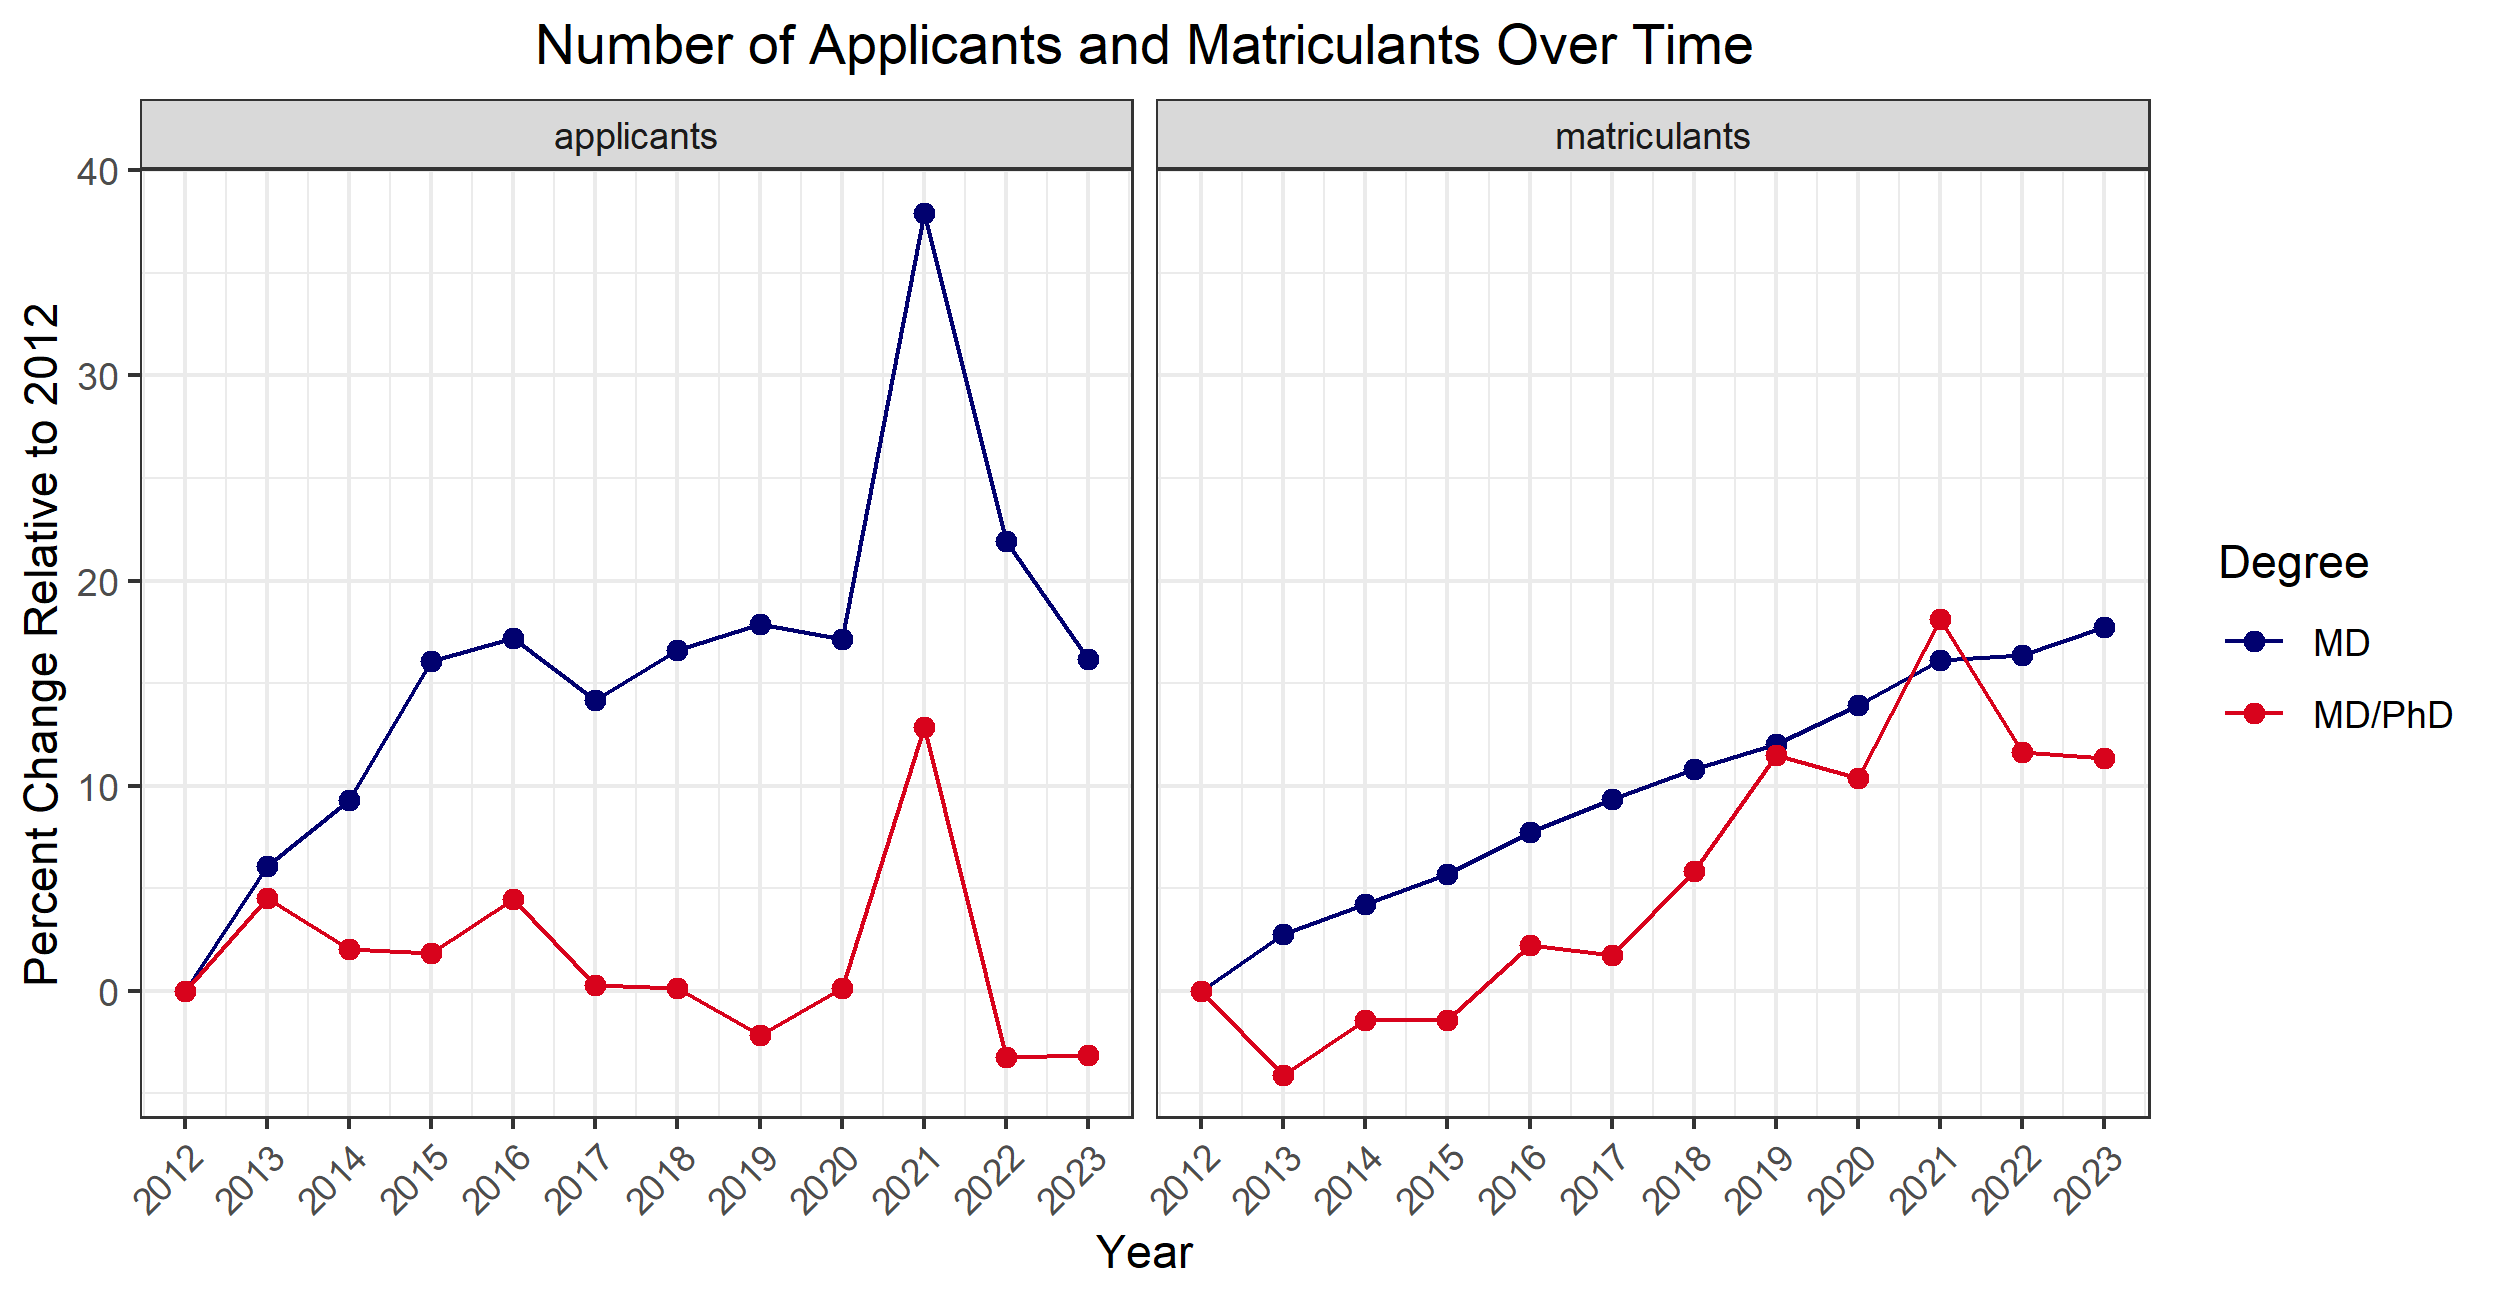 Number of Applicants and Matriculants Over Time
applicants
matriculants
Percent Change Relative to 2012
40
30
20
10
0
2012 2013 2014 2015 2016 2017 2018 2019 2020 2021 2022 2023
2012 2013 2014 2015 2016 2017 2018 2019 2020 2021 2022 2023
Year
Degree
MD
MD/PhD